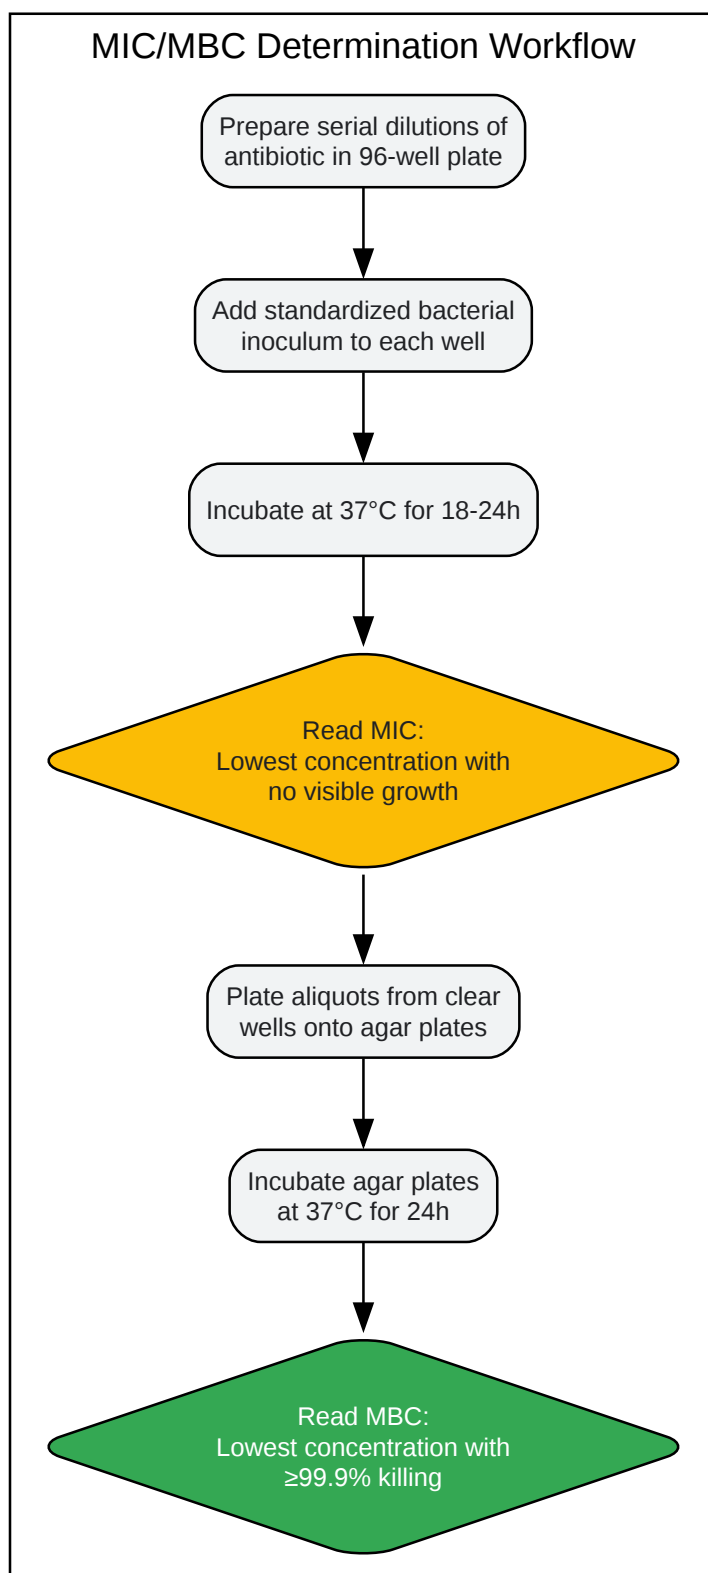 MIC/MBC Determination Workflow
Prepare serial dilutions of
antibiotic in 96-well plate
Add standardized bacterial
inoculum to each well
Incubate at 37°C for 18-24h
Read MIC:
Lowest concentration with
no visible growth
Plate aliquots from clear
wells onto agar plates
Incubate agar plates
at 37°C for 24h
Read MBC:
Lowest concentration with
≥99.9% killing